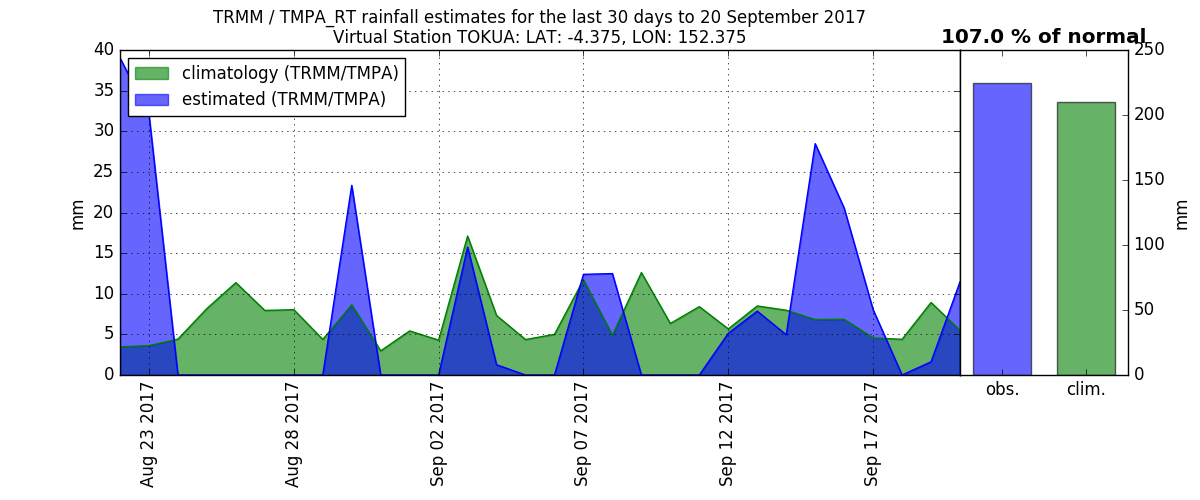 TRMM / TMPA_RT rainfall estimates for the last 30 days to 20 September 2017
Virtual Station TOKUA: LAT: -4.375, LON: 152.375
107.0 % of normal
climatology (TRMM/TMPA)
estimated (TRMM/TMPA)
mm
40
35
30
25
20
15
10
5
0
Aug 23 2017
Aug 28 2017
Sep 02 2017
Sep 07 2017
Sep 12 2017
Sep 17 2017
obs.
clim.
250
200
150
100
50
0
mm